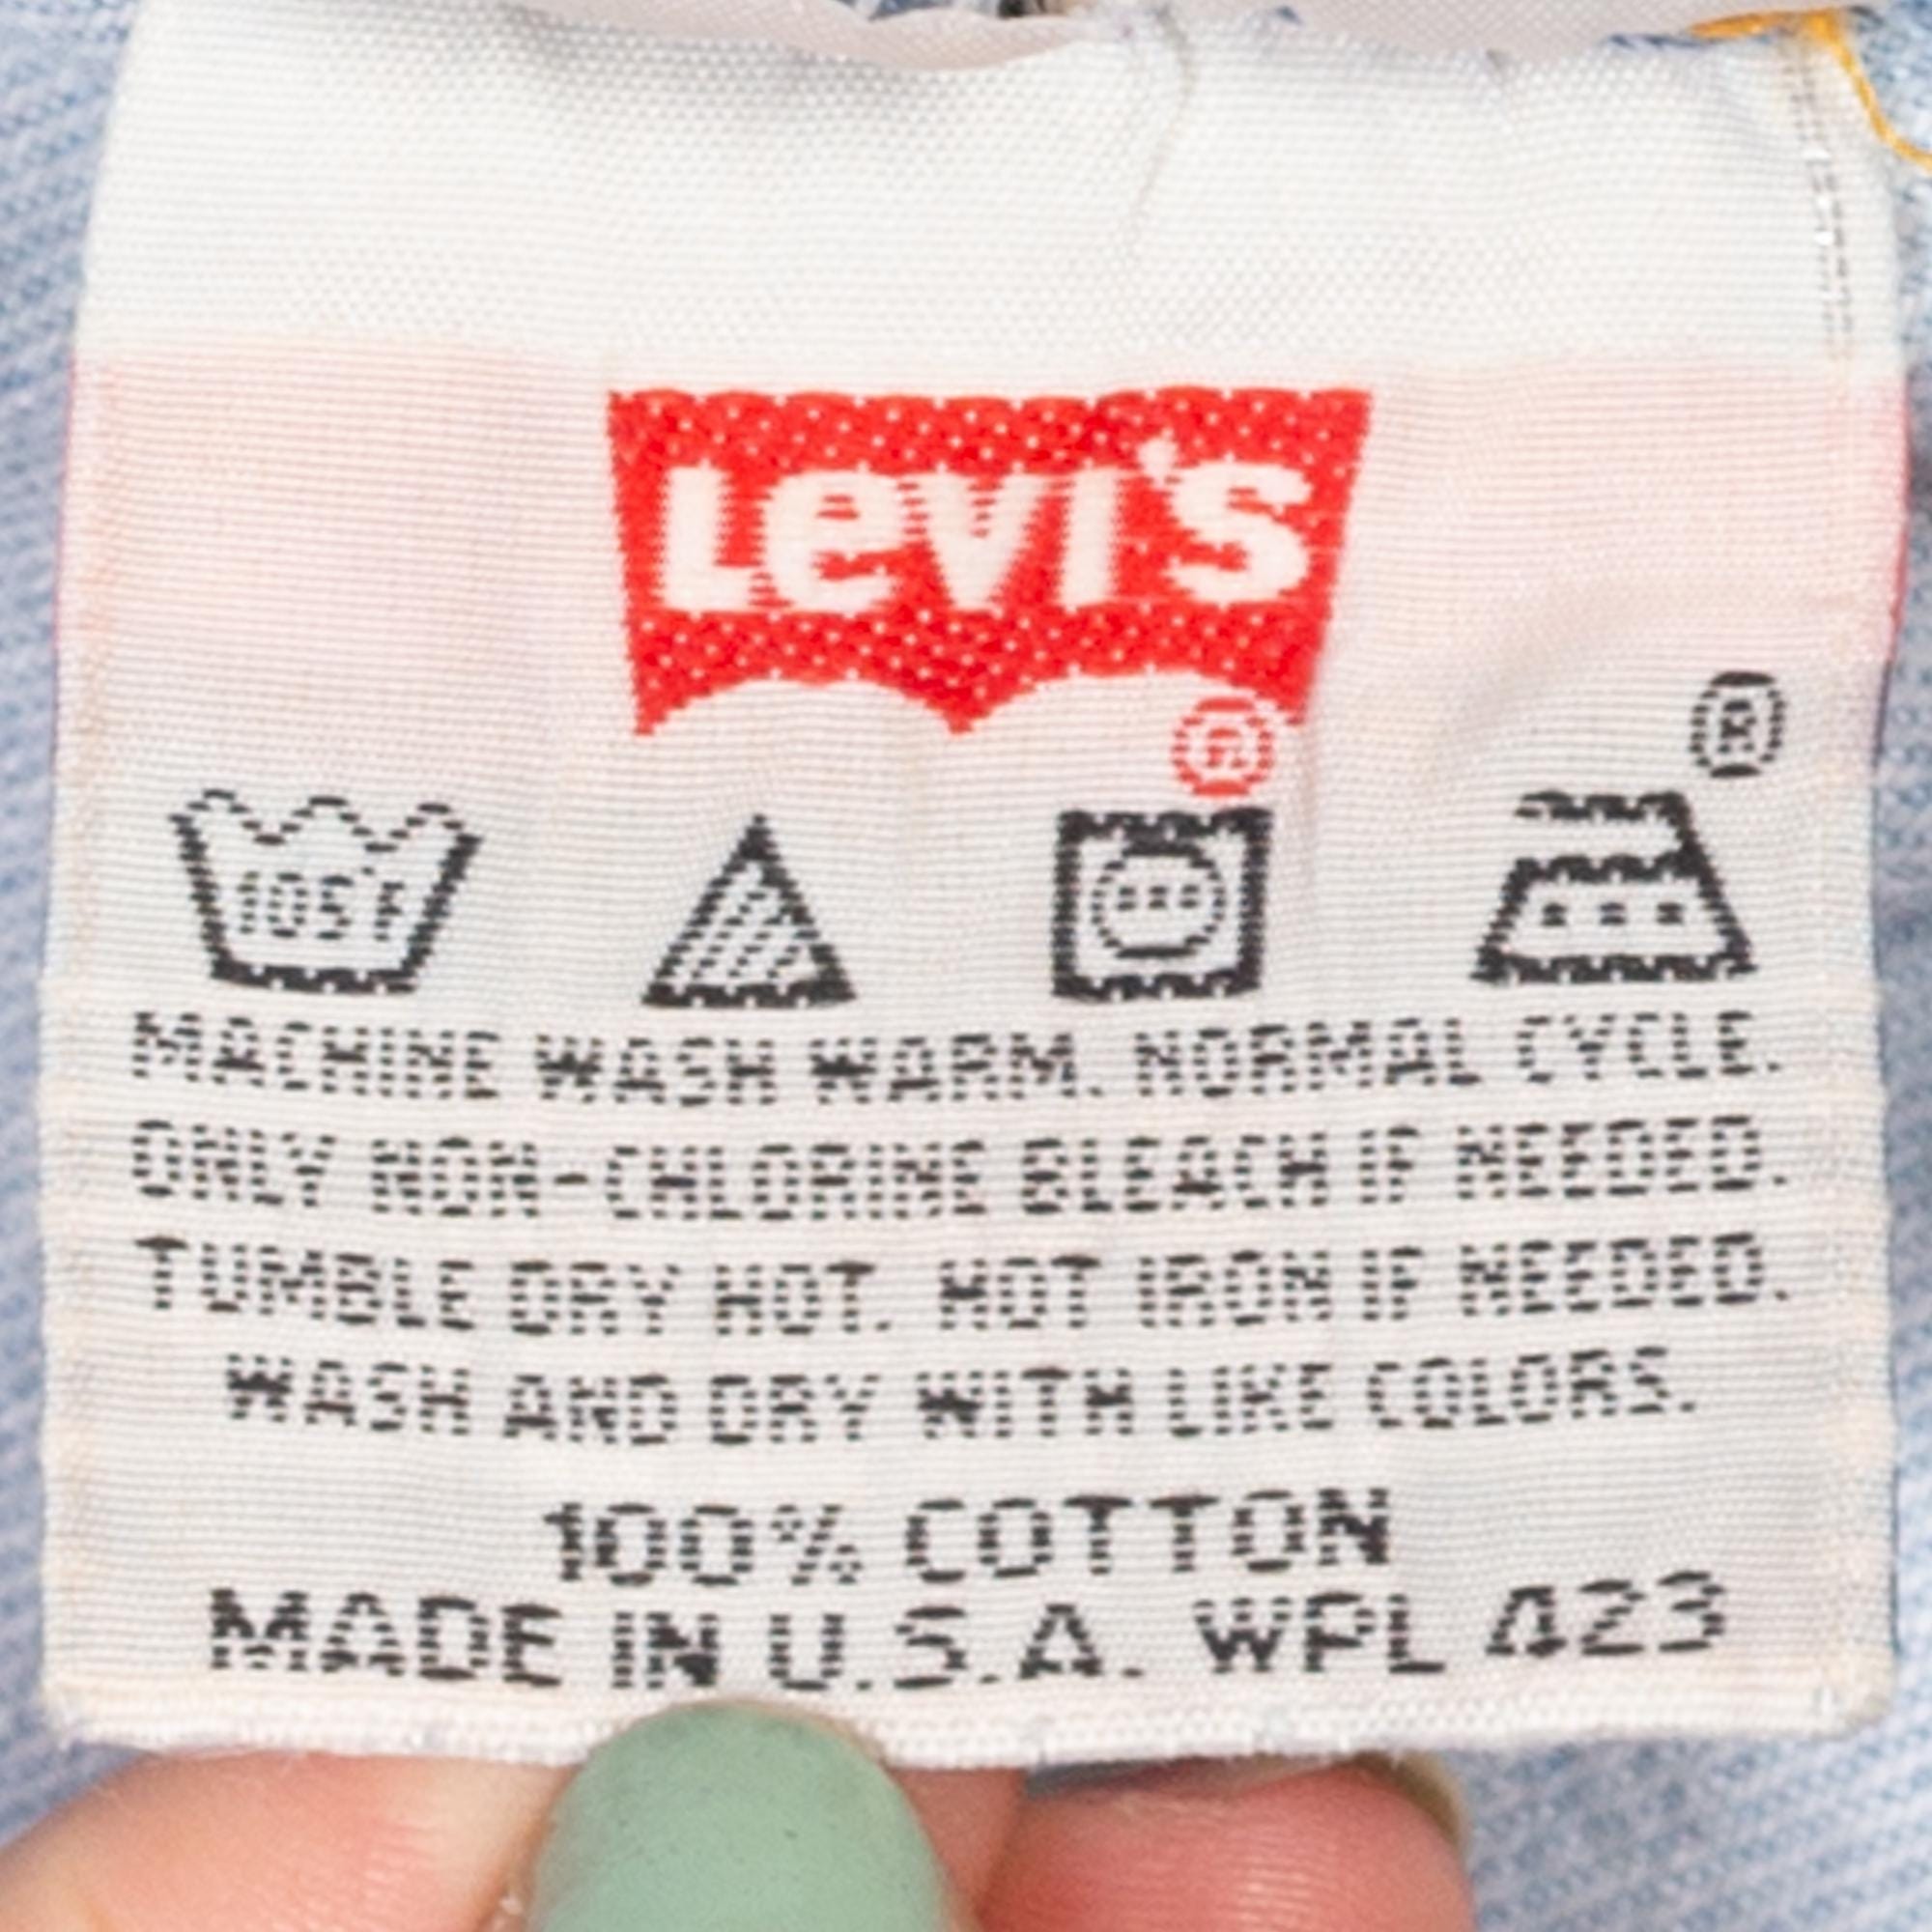 Levi's
®
®
105°F
MACHINE WASH WARM. NORMAL CYCLE.
ONLY NON-CHLORINE BLEACH IF NEEDED.
TUMBLE DRY HOT. HOT IRON IF NEEDED.
WASH AND DRY WITH LIKE COLORS.
100% COTTON
MADE IN U.S.A. WPL 423